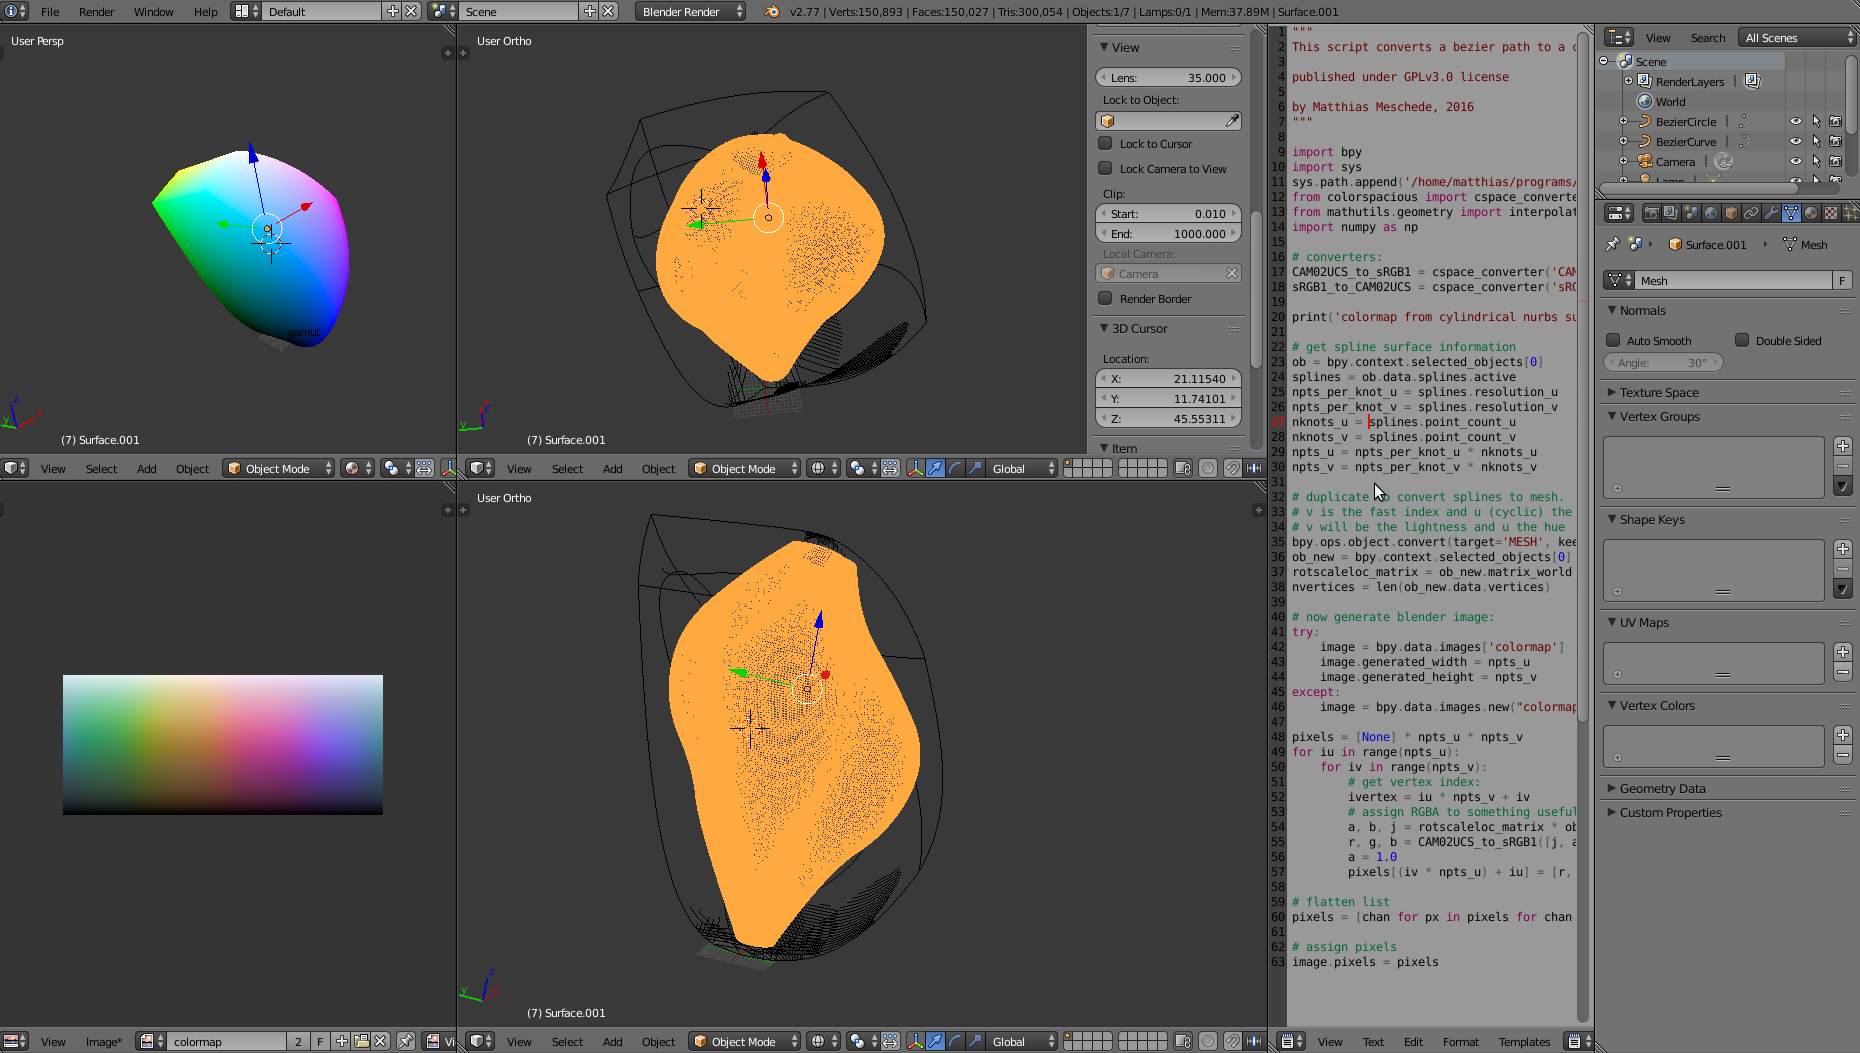 File Render Window Help Default Scene Blender Render v2.77 | Verts:150,893 | Faces:150,027 | Tris:300,054 | Objects:1/7 | Lamps:0/1 | Mem:37.89M | Surface.001
User Persp
gamut
(7) Surface.001
View Select Add Object Object Mode
User Ortho
(7) Surface.001
View Select Add Object Object Mode Global
View
Lens: 35.000
Lock to Object:
Lock to Cursor
Lock Camera to View
Clip:
Start: 0.010
End: 1000.000
Local Camera:
Camera
Render Border
3D Cursor
Location:
X: 21.11540
Y: 11.74101
Z: 45.55311
Item
View Image* colormap 2 F Vi
User Ortho
(7) Surface.001
View Select Add Object Object Mode Global
1 """
2 This script converts a bezier path to a c
3
4 published under GPLv3.0 license
5
6 by Matthias Meschede, 2016
7 """
8
9 import bpy
10 import sys
11 sys.path.append('/home/matthias/programs/
12 from colorspacious import cspace_converte
13 from mathutils.geometry import interpolat
14 import numpy as np
15
16 # converters:
17 CAM02UCS_to_sRGB1 = cspace_converter('CAM
18 sRGB1_to_CAM02UCS = cspace_converter('sRG
19
20 print('colormap from cylindrical nurbs su
21
22 # get spline surface information
23 ob = bpy.context.selected_objects[0]
24 splines = ob.data.splines.active
25 npts_per_knot_u = splines.resolution_u
26 npts_per_knot_v = splines.resolution_v
27 nknots_u = splines.point_count_u
28 nknots_v = splines.point_count_v
29 npts_u = npts_per_knot_u * nknots_u
30 npts_v = npts_per_knot_v * nknots_v
31
32 # duplicate to convert splines to mesh.
33 # v is the fast index and u (cyclic) the
34 # v will be the lightness and u the hue
35 bpy.ops.object.convert(target='MESH', kee
36 ob_new = bpy.context.selected_objects[0]
37 rotscaleloc_matrix = ob_new.matrix_world
38 nvertices = len(ob_new.data.vertices)
39
40 # now generate blender image:
41 try:
42 image = bpy.data.images['colormap']
43 image.generated_width = npts_u
44 image.generated_height = npts_v
45 except:
46 image = bpy.data.images.new("colormap
47
48 pixels = [None] * npts_u * npts_v
49 for iu in range(npts_u):
50 for iv in range(npts_v):
51 # get vertex index:
52 ivertex = iu * npts_v + iv
53 # assign RGBA to something useful
54 a, b, j = rotscaleloc_matrix * ob
55 r, g, b = CAM02UCS_to_sRGB1([j, a
56 a = 1.0
57 pixels[(iv * npts_u) + iu] = [r,
58
59 # flatten list
60 pixels = [chan for px in pixels for chan
61
62 # assign pixels
63 image.pixels = pixels
View Text Edit Format Templates
View Search All Scenes
Scene
RenderLayers
World
BezierCircle
BezierCurve
Camera
Lamp
Surface.001 Mesh
Mesh F
Normals
Auto Smooth Double Sided
Angle: 30°
Texture Space
Vertex Groups
Shape Keys
UV Maps
Vertex Colors
Geometry Data
Custom Properties